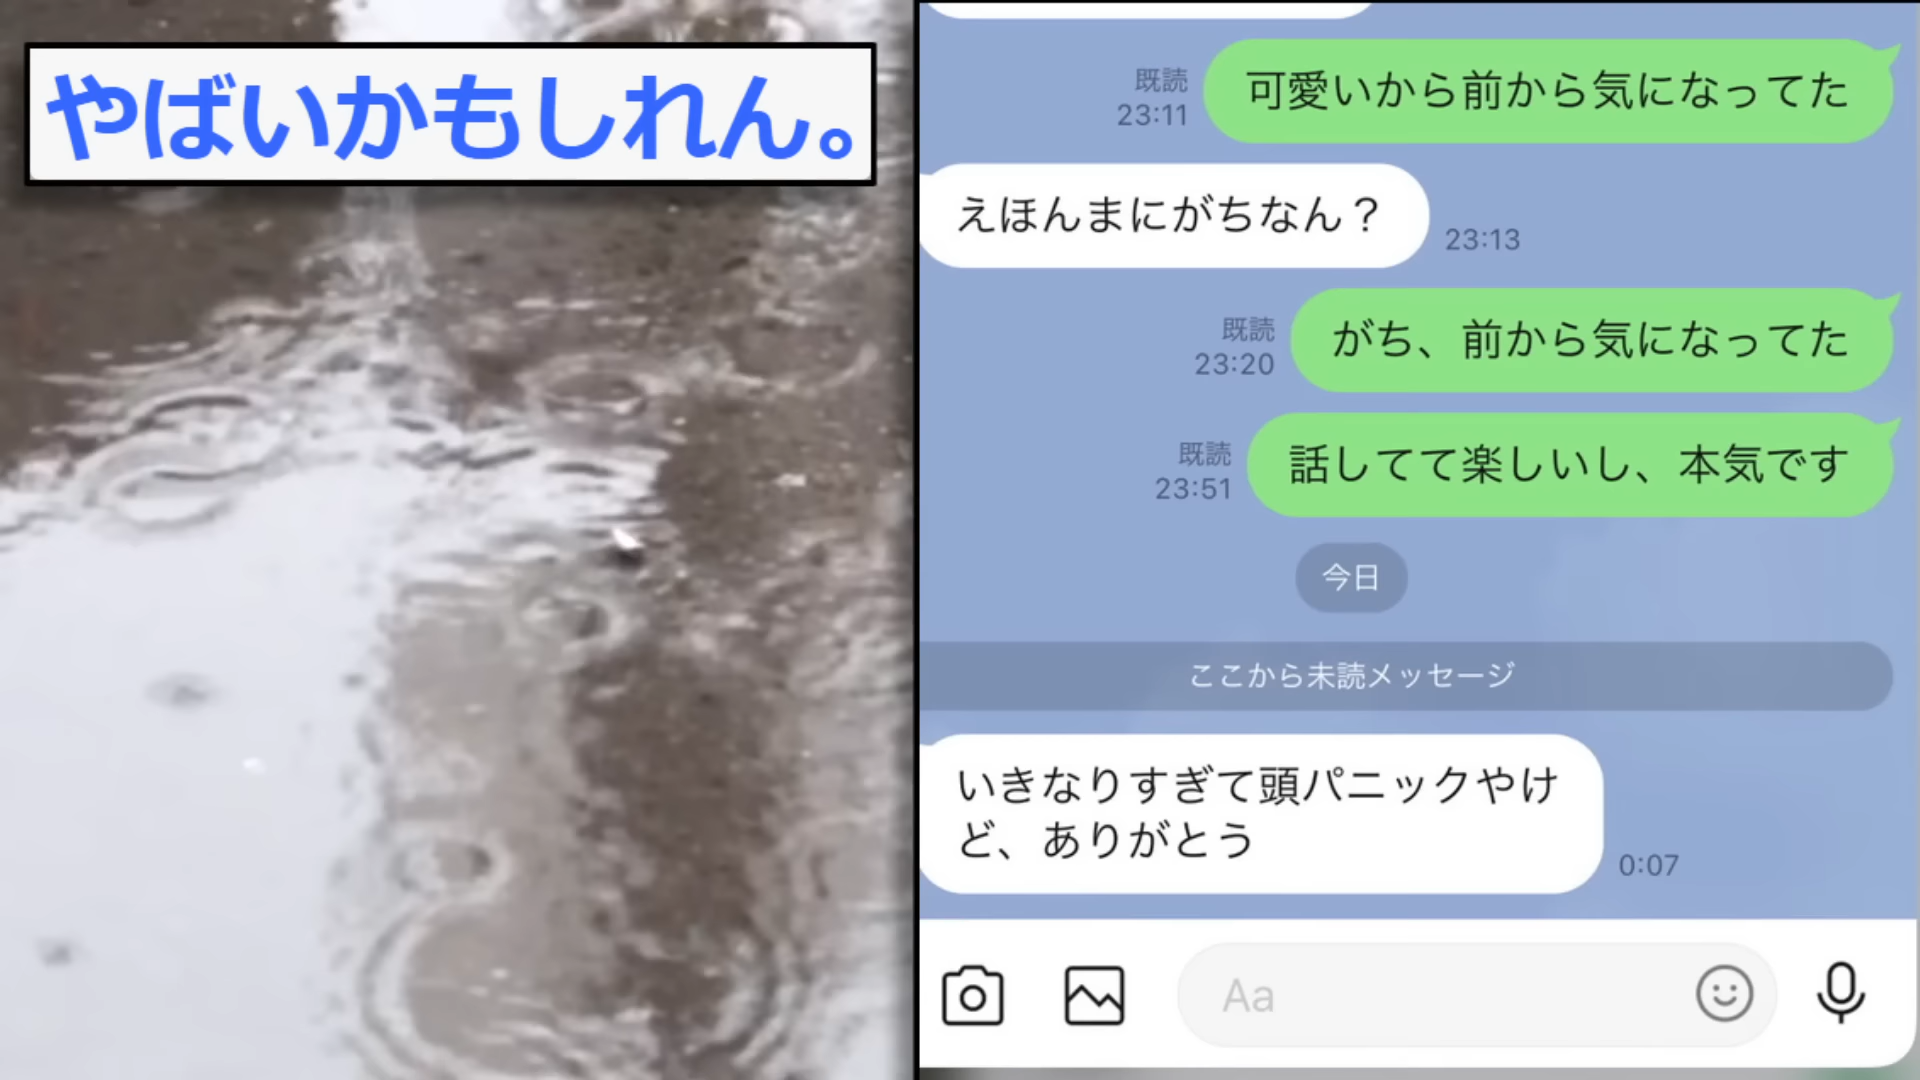 やばいかもしれん。
既読
23:11
可愛いから前から気になってた
えほんまにがちなん？
23:13
既読
23:20
がち、前から気になってた
既読
23:51
話してて楽しいし、本気です
今日
ここから未読メッセージ
いきなりすぎて頭パニックやけ
ど、ありがとう
0:07
Aa